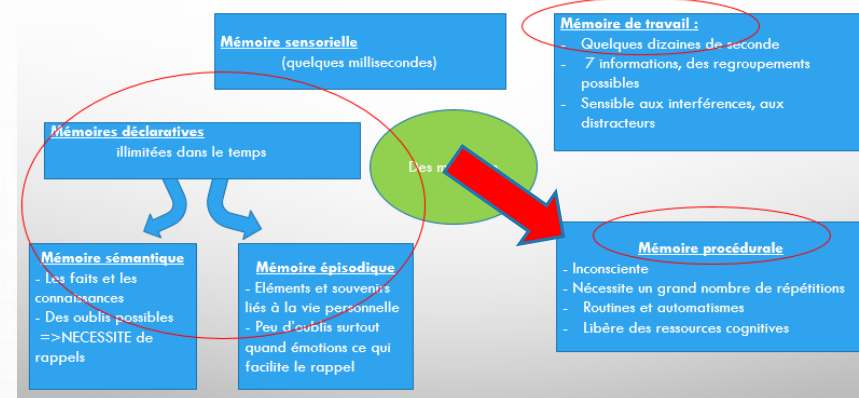 Mémoire sensorielle
(quelques millisecondes)
Mémoire de travail :
- Quelques dizaines de seconde
- 7 informations, des regroupements
possibles
- Sensible aux interférences, aux
distracteurs
Mémoires déclaratives
illimitées dans le temps
Des
Mémoire sémantique
- Les faits et les
connaissances
- Des oublis possibles
=>NECESSITE de
rappels
Mémoire épisodique
- Eléments et souvenirs
liés à la vie personnelle
- Peu d'oublis surtout
quand émotions ce qui
facilite le rappel
Mémoire procédurale
- Inconsciente
- Nécessite un grand nombre de répétitions
- Routines et automatismes
- Libère des ressources cognitives